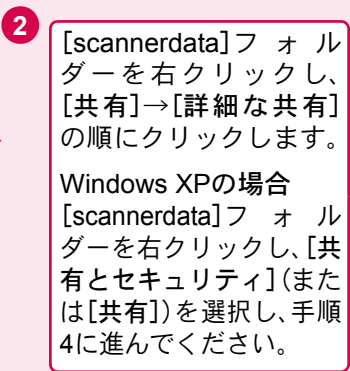 2
[scannerdata]フォル
ダーを右クリックし、
[共有]→[詳細な共有]
の順にクリックします。
Windows XPの場合
[scannerdata]フォル
ダーを右クリックし、[共
有とセキュリティ](また
は[共有])を選択し、手順
4に進んでください。